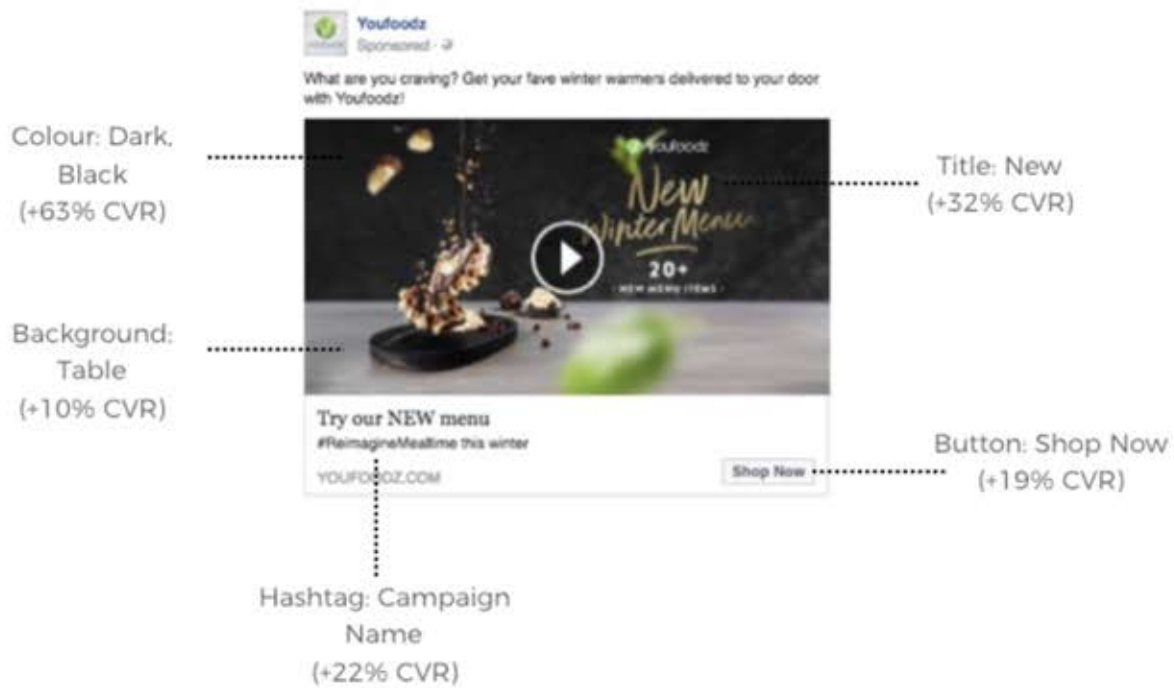 Youfoodz
Sponsored ·
What are you craving? Get your fave winter warmers delivered to your door
with Youfoodz!
Colour: Dark,
Black
(+63% CVR)
youfoodz
New
Winter Menu
20+
NEW MENU ITEMS
Title: New
(+32% CVR)
Background:
Table
(+10% CVR)
Try our NEW menu
#ReimagineMealtime this winter
YOUFOODZ.COM
Shop Now
Button: Shop Now
(+19% CVR)
Hashtag: Campaign
Name
(+22% CVR)